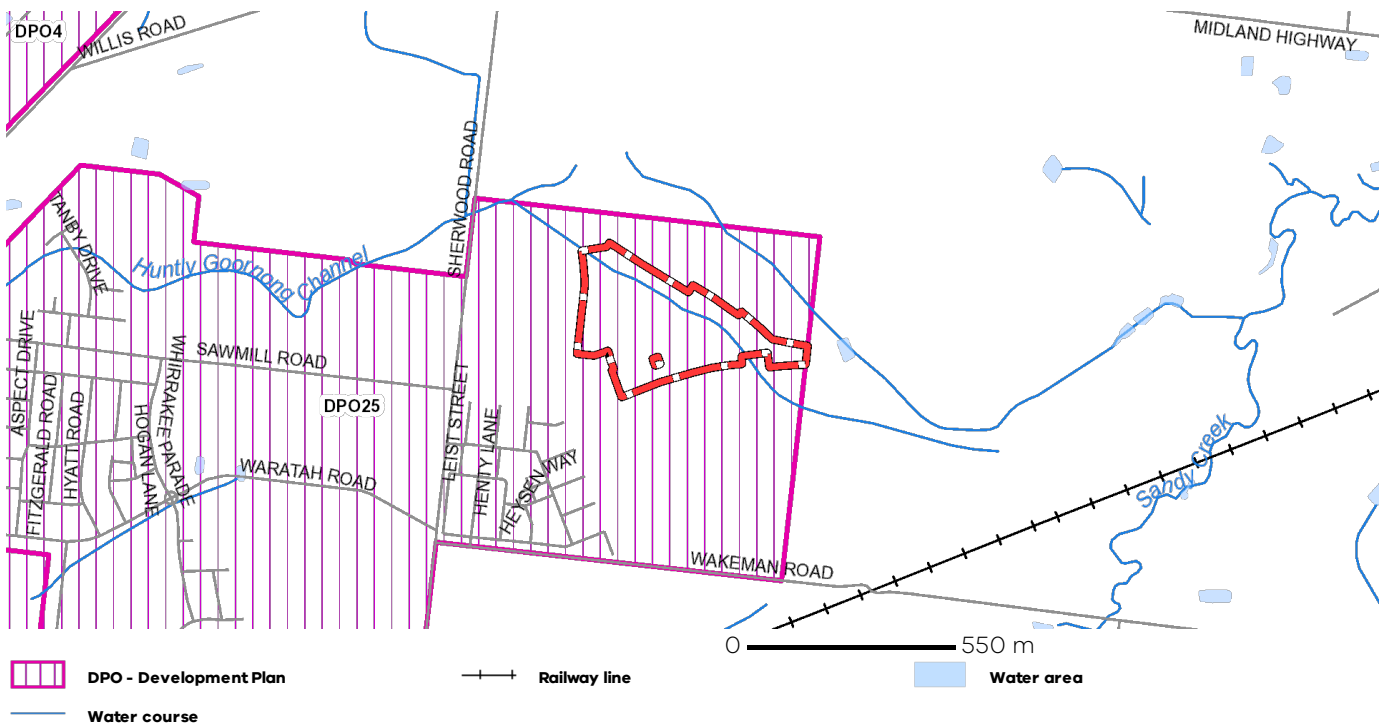 DPO4
WILLIS ROAD
MIDLAND HIGHWAY
SHERWOOD ROAD
TANBY DRIVE
Huntly Goornong Channel
ASPECT DRIVE
WHIRRAKEE PARADE
SAWMILL ROAD
DPO25
FITZGERALD ROAD
HYATT ROAD
HOGAN LANE
LEIST STREET
HENTY LANE
HEYSEN WAY
WARATAH ROAD
Sandy Creek
WAKEMAN ROAD
0 550 m
DPO - Development Plan
Railway line
Water area
Water course